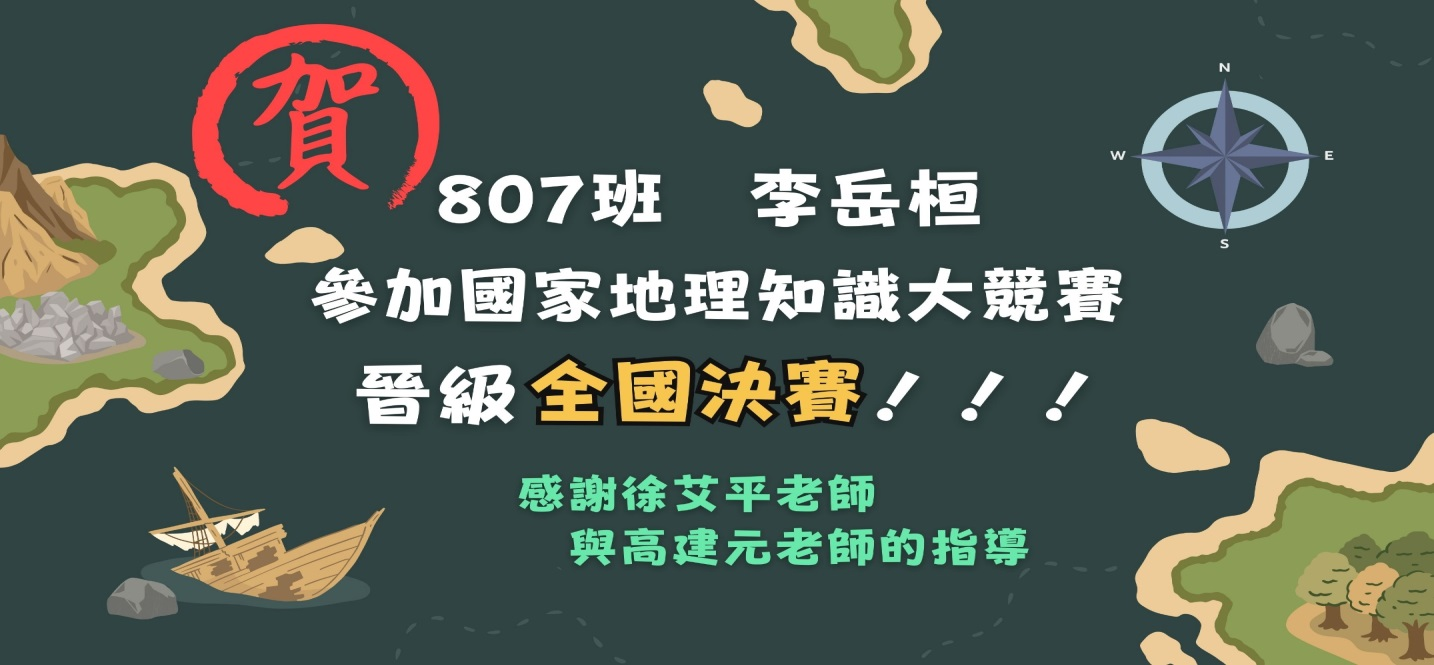 賀
807班 李岳桓
參加國家地理知識大競賽
晉級全國決賽！！！
感謝徐艾平老師
與高建元老師的指導
N
W
E
S